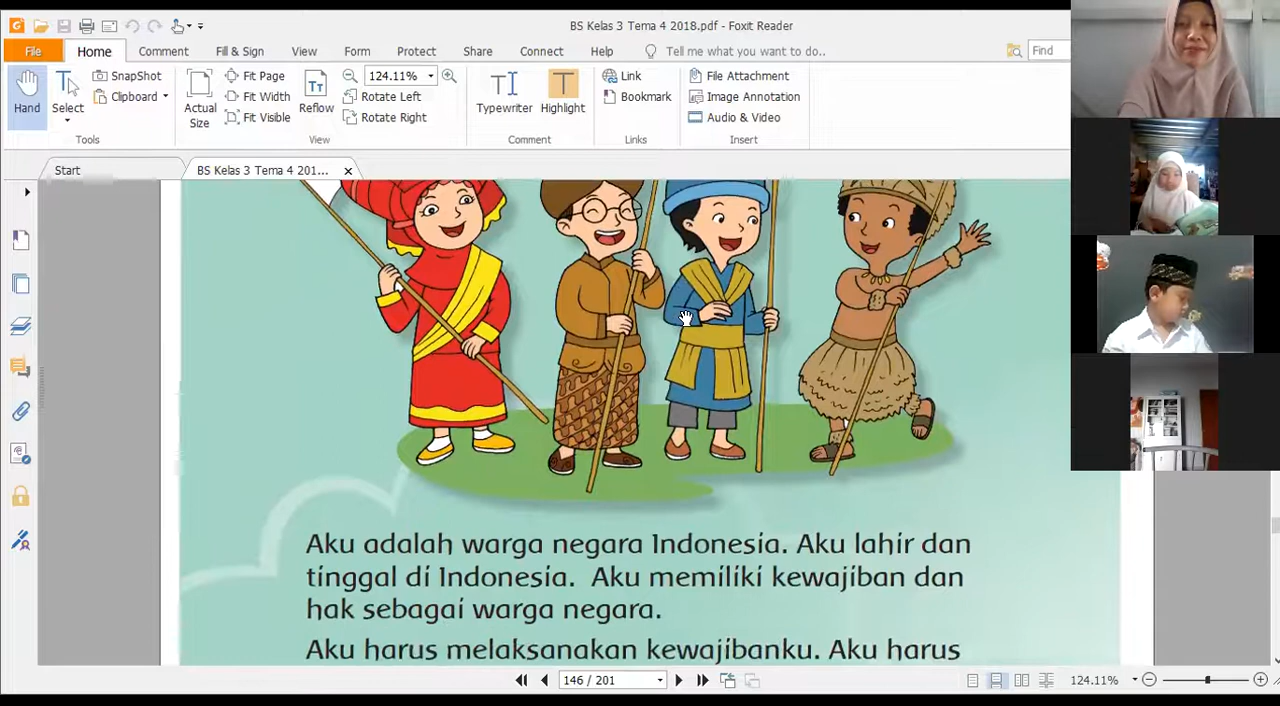 BS Kelas 3 Tema 4 2018.pdf - Foxit Reader
File Home Comment Fill & Sign View Form Protect Share Connect Help Tell me what you want to do.. Find
Hand
Select
SnapShot
Clipboard
Tools
Actual Size
Fit Page
Fit Width
Fit Visible
Reflow
124.11%
Rotate Left
Rotate Right
View
Typewriter
Highlight
Comment
Link
Bookmark
Links
File Attachment
Image Annotation
Audio & Video
Insert
Start
BS Kelas 3 Tema 4 201...
Aku adalah warga negara Indonesia. Aku lahir dan
tinggal di Indonesia. Aku memiliki kewajiban dan
hak sebagai warga negara.
Aku harus melaksanakan kewajibanku. Aku harus
146 / 201
124.11%